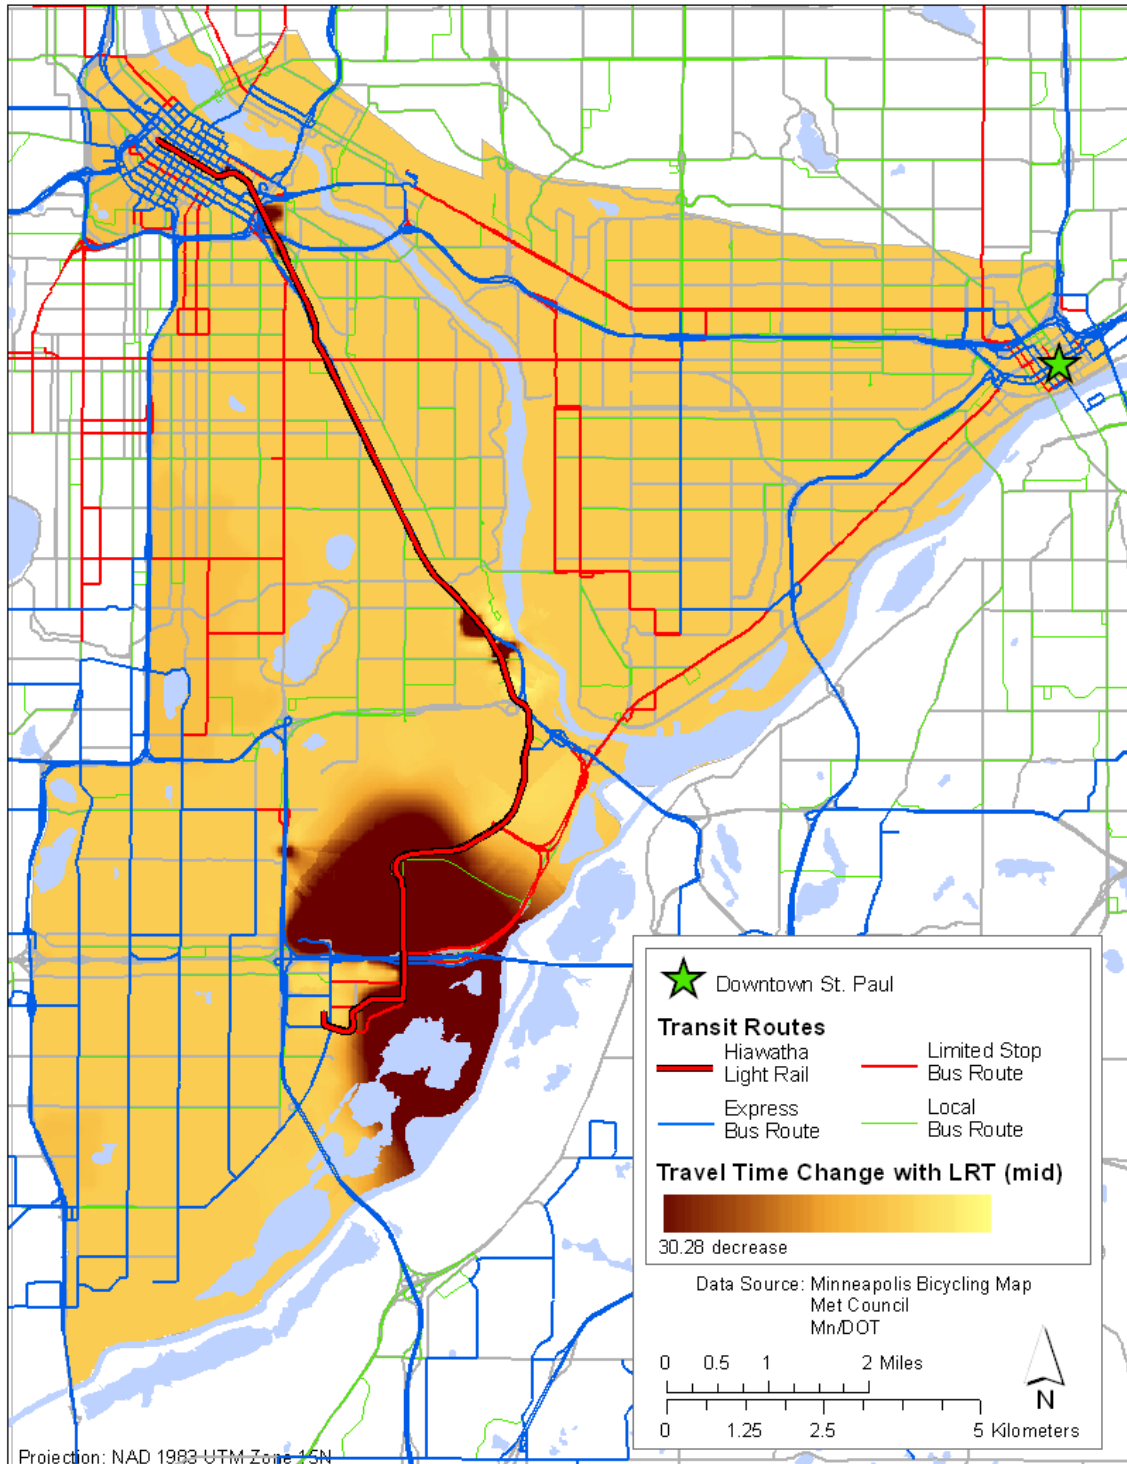 Downtown St. Paul
Transit Routes
Hiawatha
Light Rail
Limited Stop
Bus Route
Express
Bus Route
Local
Bus Route
Travel Time Change with LRT (mid)
30.28 decrease
Data Source: Minneapolis Bicycling Map
Met Council
Mn/DOT
0 0.5 1 2 Miles
0 1.25 2.5 5 Kilometers
N
Projection: NAD 1983 UTM Zone 15N